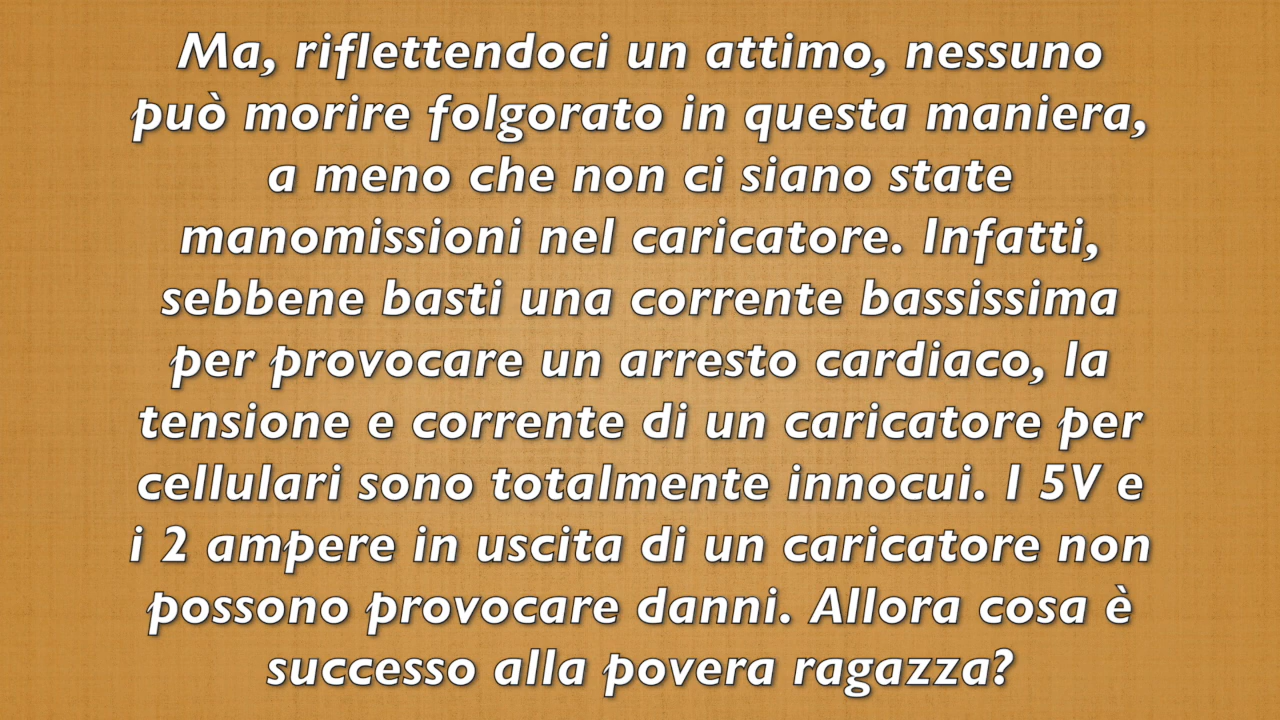 Ma, riflettendoci un attimo, nessuno
può morire folgorato in questa maniera,
a meno che non ci siano state
manomissioni nel caricatore. Infatti,
sebbene basti una corrente bassissima
per provocare un arresto cardiaco, la
tensione e corrente di un caricatore per
cellulari sono totalmente innocui. I 5V e
i 2 ampere in uscita di un caricatore non
possono provocare danni. Allora cosa è
successo alla povera ragazza?